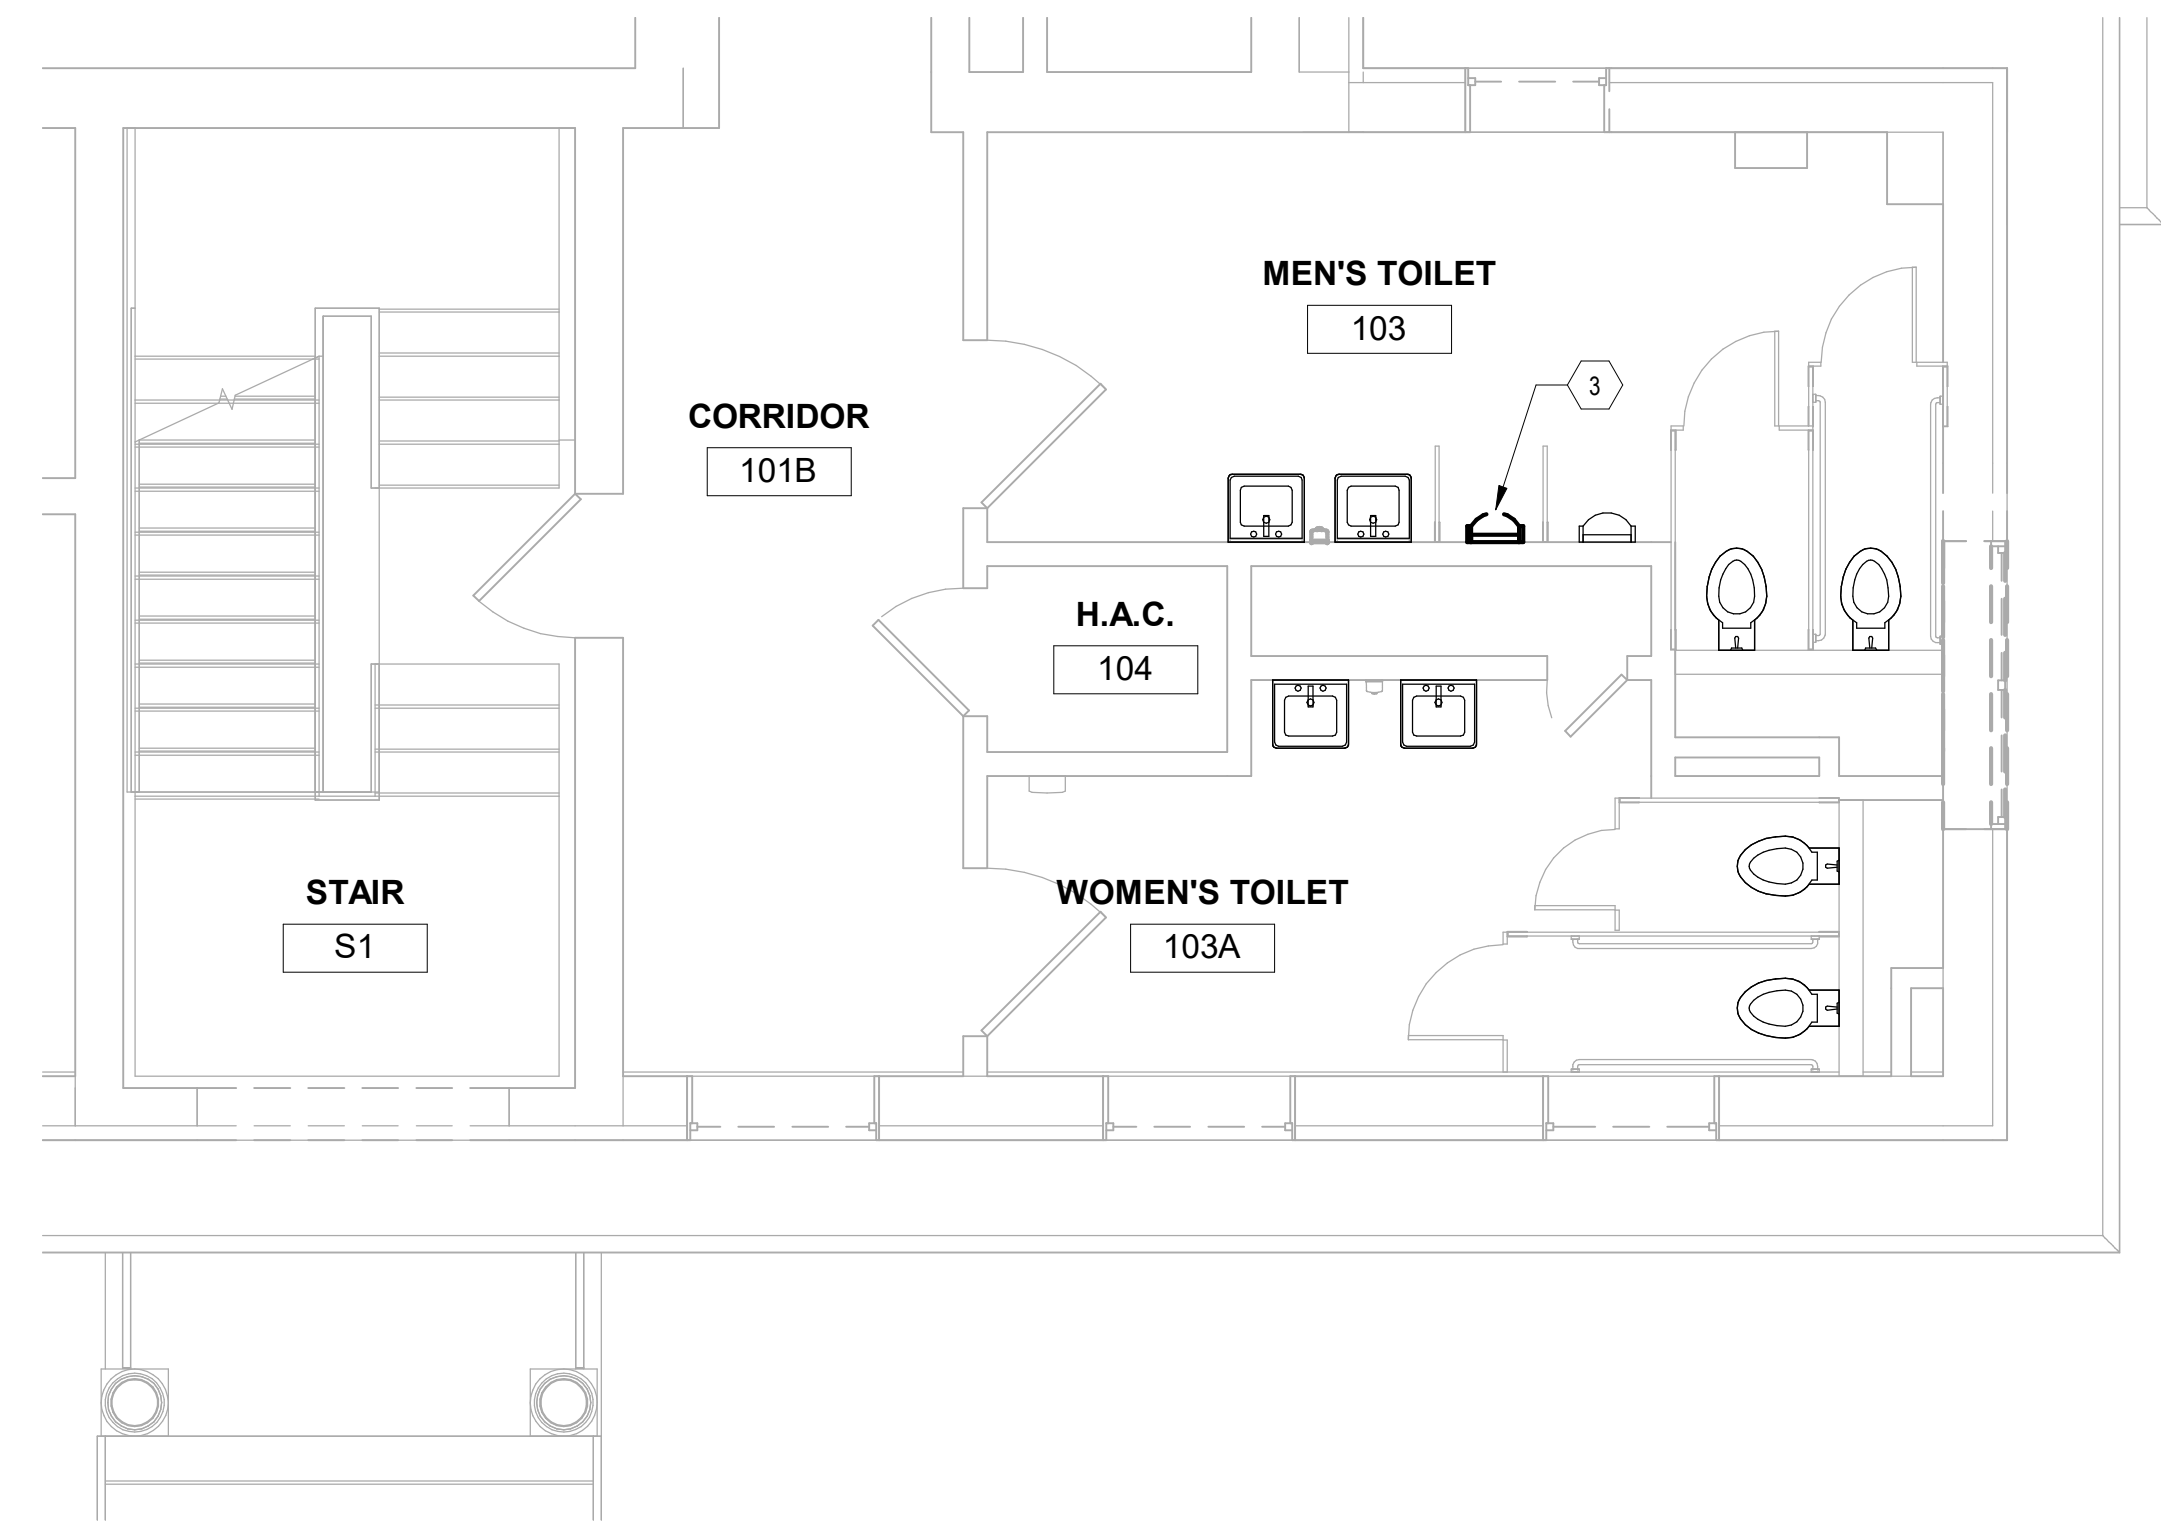 MEN'S TOILET
103
3
CORRIDOR
101B
H.A.C.
104
STAIR
S1
WOMEN'S TOILET
103A